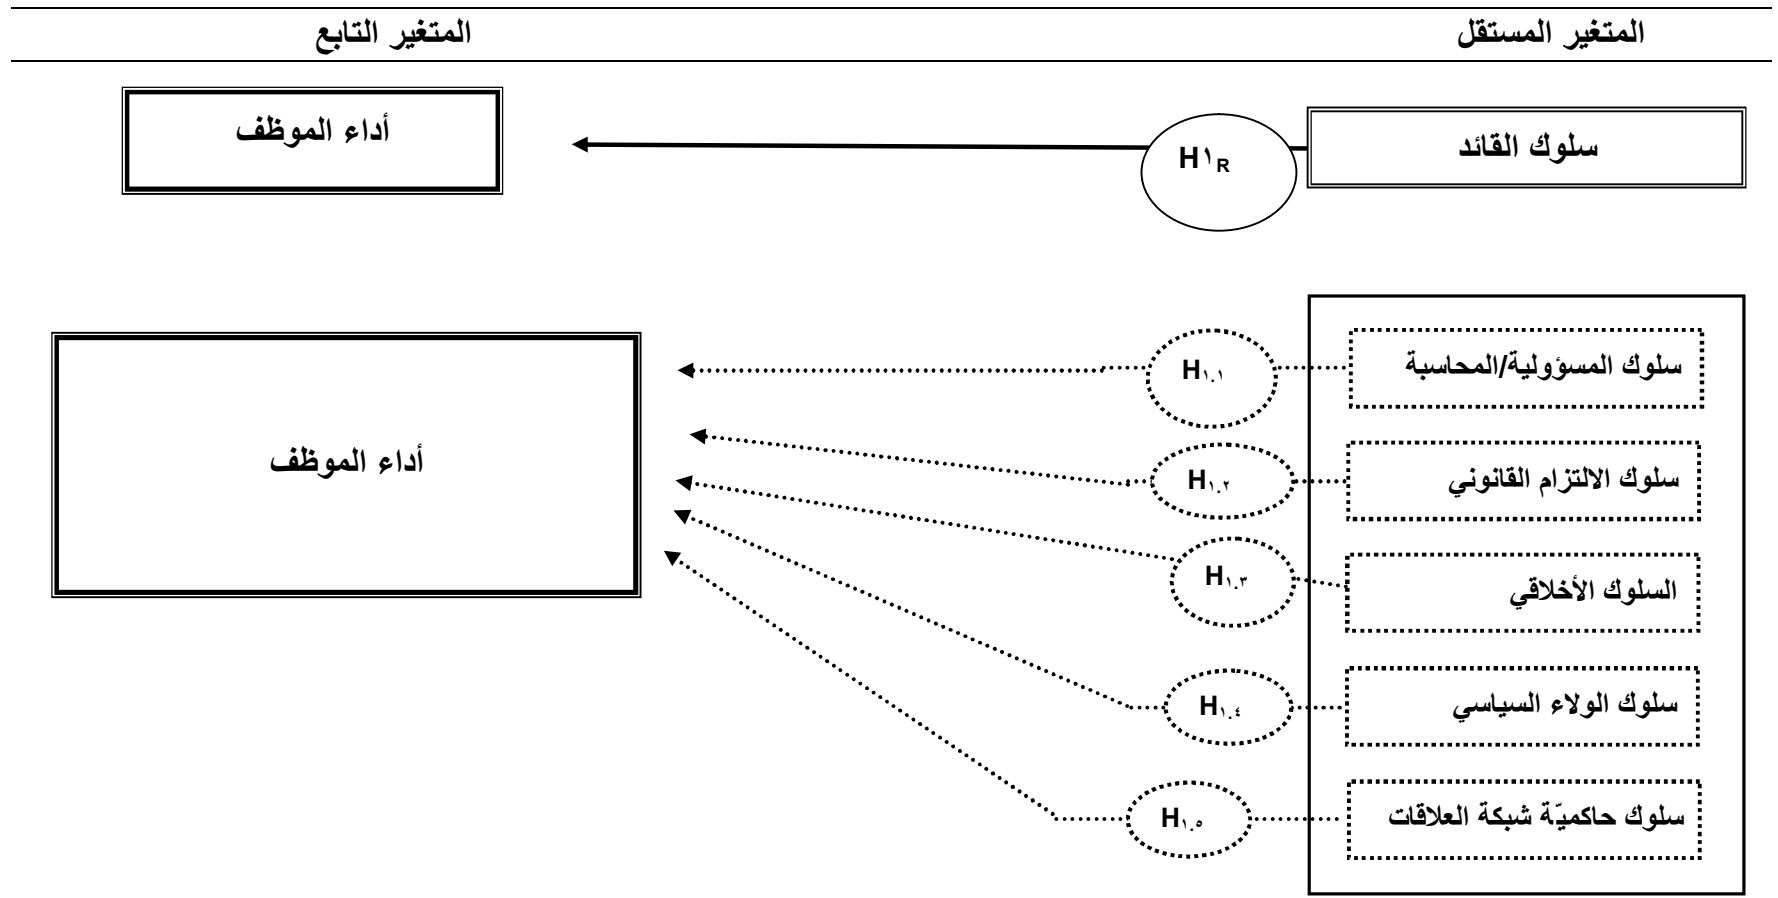 المتغير المستقل
المتغير التابع
سلوك القائد
H١R
أداء الموظف
سلوك المسؤولية/المحاسبة
H١.١
سلوك الالتزام القانوني
H١.٢
أداء الموظف
السلوك الأخلاقي
H١.٣
سلوك الولاء السياسي
H١.٤
سلوك حاكميّة شبكة العلاقات
H١.٥